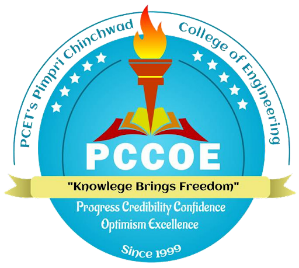 PCET's Pimpri Chinchwad College of Engineering
PCCOE
"Knowlege Brings Freedom"
Progress Credibility Confidence
Optimism Excellence
Since 1999